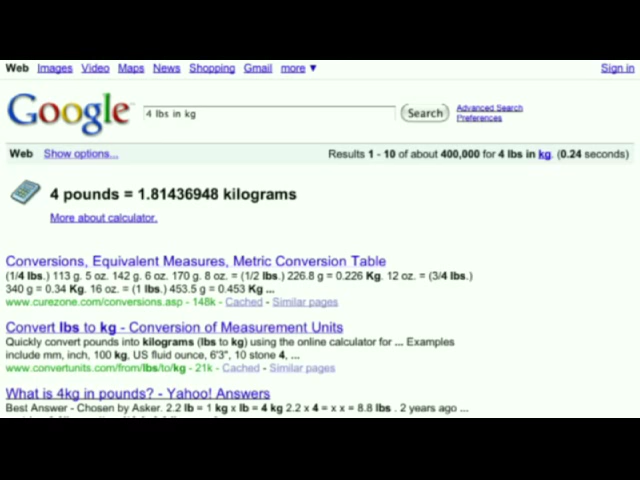 Web Images Video Maps News Shopping Gmail more ▼ Sign in
Google 4 lbs in kg Search Advanced Search
Preferences
Web Show options... Results 1 - 10 of about 400,000 for 4 lbs in kg. (0.24 seconds)
4 pounds = 1.81436948 kilograms
More about calculator.
Conversions, Equivalent Measures, Metric Conversion Table
(1/4 lbs.) 113 g. 5 oz. 142 g. 6 oz. 170 g. 8 oz. = (1/2 lbs.) 226.8 g = 0.226 Kg. 12 oz. = (3/4 lbs.)
340 g = 0.34 Kg. 16 oz. = (1 lbs.) 453.5 g = 0.453 Kg ...
www.curezone.com/conversions.asp - 148k - Cached - Similar pages
Convert lbs to kg - Conversion of Measurement Units
Quickly convert pounds into kilograms (lbs to kg) using the online calculator for ... Examples
include mm, inch, 100 kg, US fluid ounce, 6'3", 10 stone 4, ...
www.convertunits.com/from/lbs/to/kg - 21k - Cached - Similar pages
What is 4kg in pounds? - Yahoo! Answers
Best Answer - Chosen by Asker. 2.2 lb = 1 kg x lb = 4 kg 2.2 x 4 = x x = 8.8 lbs . 2 years ago ...